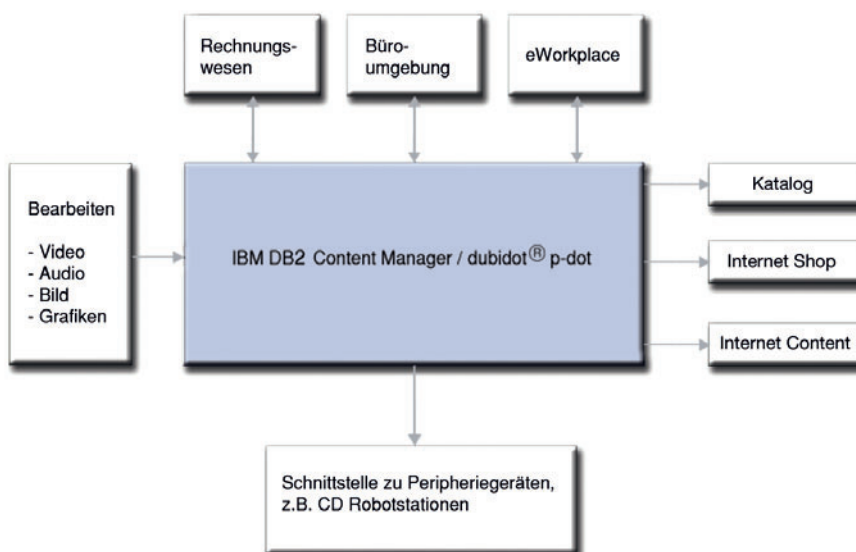 Rechnungs-
wesen
Büro-
umgebung
eWorkplace
Bearbeiten
- Video
- Audio
- Bild
- Grafiken
IBM DB2 Content Manager / dubidot® p-dot
Katalog
Internet Shop
Internet Content
Schnittstelle zu Peripheriegeräten,
z.B. CD Robotstationen